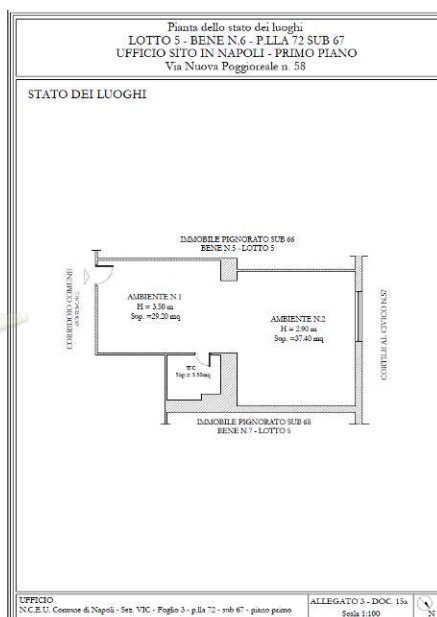 Pianta dello stato dei luoghi
LOTTO 5 - BENE N.6 - P.LLA 72 SUB 67
UFFICIO SITO IN NAPOLI - PRIMO PIANO
Via Nuova Poggioreale n. 58
STATO DEI LUOGHI
IMMOBILE PIGNORATO SUB 66
BENE N.5 - LOTTO 5
CORRIDOIO COMUNE
AMBIENTE N.1
H = 3.50 m
Sup. =29.20 mq
AMBIENTE N.2
H = 2.90 m
Sup. =37.40 mq
CORTILE AL CIVICO N.57
WC
IMMOBILE PIGNORATO SUB 68
BENE N.7 - LOTTO 5
UFFICIO
N.C.E.U. Comune di Napoli - Sez. VIC - Foglio 3 - p.lla 72 - sub 67 - piano primo
ALLEGATO 3 - DOC. 15a
Scala 1:100
N